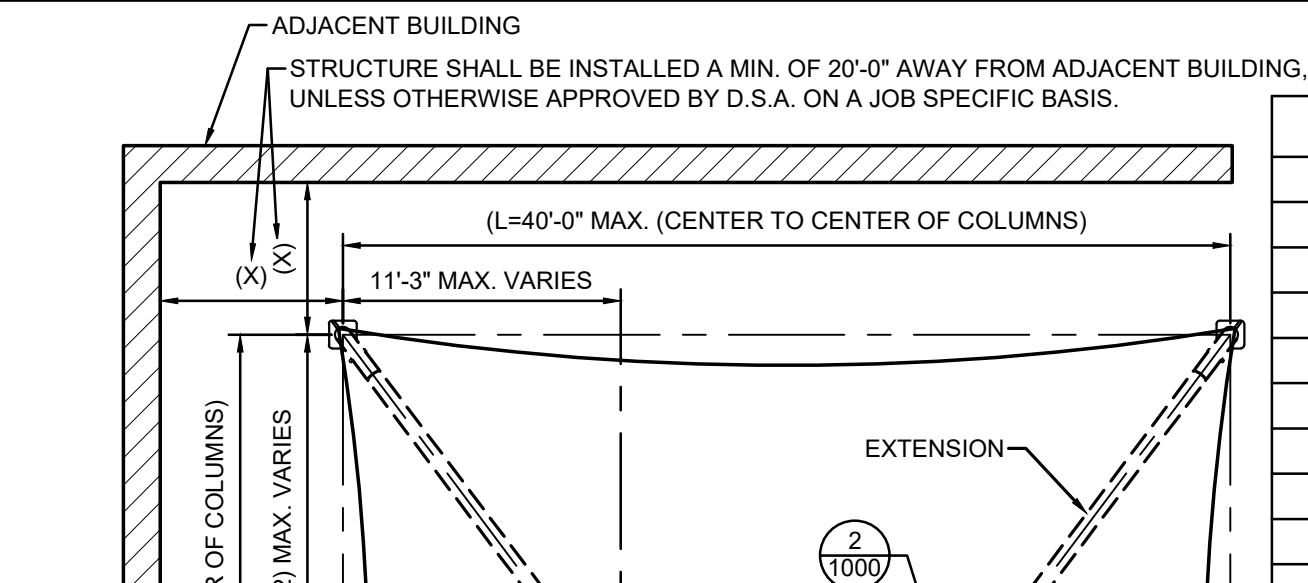 ADJACENT BUILDING
STRUCTURE SHALL BE INSTALLED A MIN. OF 20'-0" AWAY FROM ADJACENT BUILDING,
UNLESS OTHERWISE APPROVED BY D.S.A. ON A JOB SPECIFIC BASIS.
(L=40'-0" MAX. (CENTER TO CENTER OF COLUMNS)
(X)
(X)
11'-3" MAX. VARIES
OF COLUMNS)
MAX. VARIES
EXTENSION
2
1000